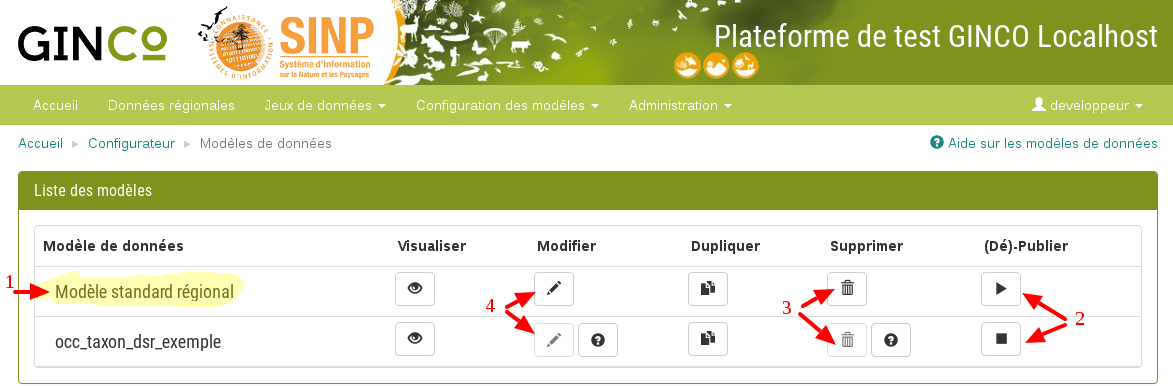 GINCO
SINP
Système d'Information
sur la Nature et les Paysages
Plateforme de test GINCO Localhost
Accueil Données régionales Jeux de données Configuration des modèles Administration developpeur
Accueil Configurateur Modèles de données Aide sur les modèles de données
Liste des modèles
Modèle de données Visualiser Modifier Dupliquer Supprimer (Dé)-Publier
1 Modèle standard régional
4 3 2
occ_taxon_dsr_exemple